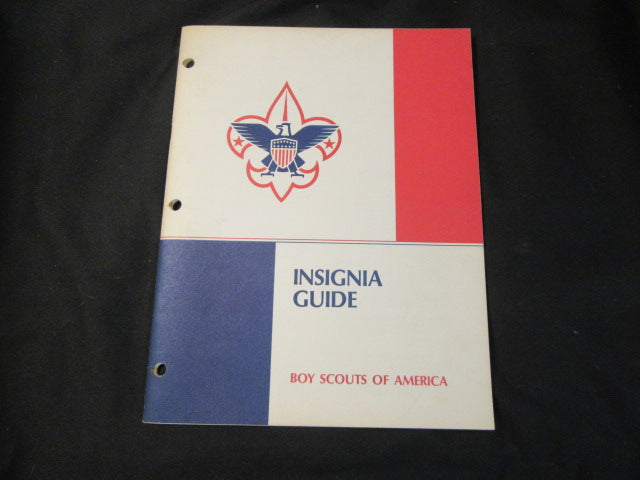 INSIGNIA
GUIDE
BOY SCOUTS OF AMERICA